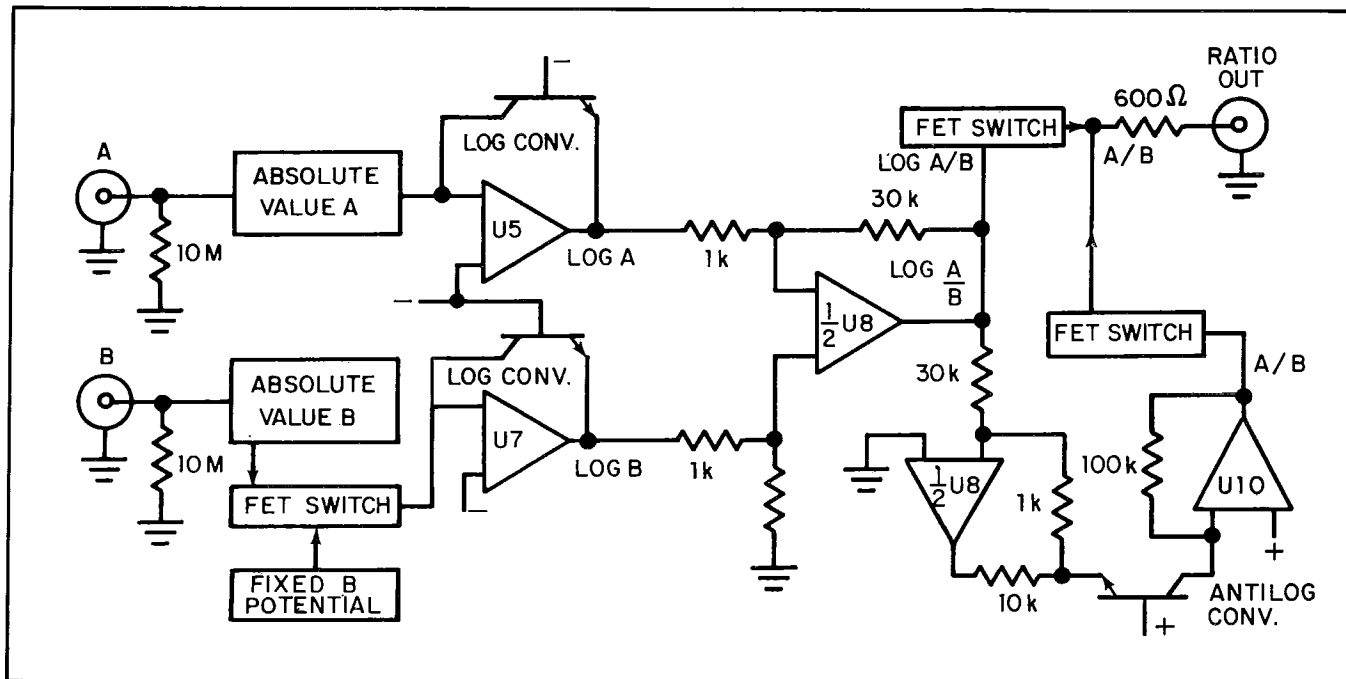 A
10 M
ABSOLUTE
VALUE A
LOG CONV.
–
U5
LOG A
1k
30k
LOG A/B
FET SWITCH
A/B
600Ω
RATIO
OUT
LOG A/B
½ U8
–
B
10 M
ABSOLUTE
VALUE B
FET SWITCH
FIXED B
POTENTIAL
LOG CONV.
U7
–
LOG B
1k
30k
½ U8
1k
10k
FET SWITCH
A/B
100k
U10
+
+
ANTILOG
CONV.